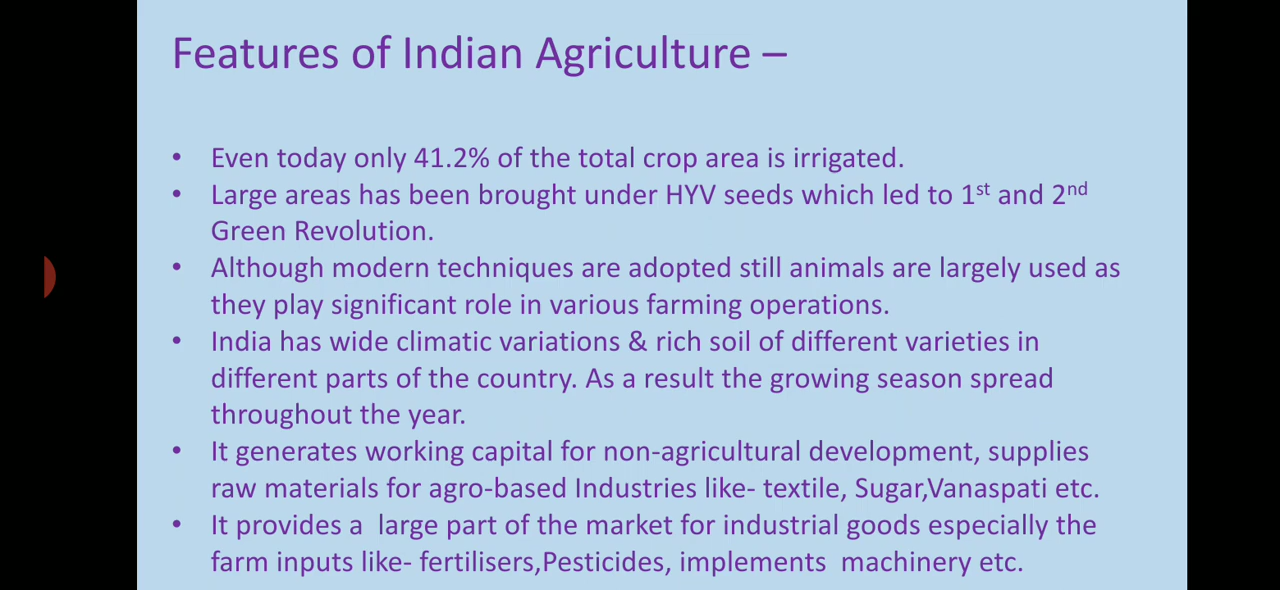 Features of Indian Agriculture –
• Even today only 41.2% of the total crop area is irrigated.
• Large areas has been brought under HYV seeds which led to 1st and 2nd
Green Revolution.
• Although modern techniques are adopted still animals are largely used as
they play significant role in various farming operations.
• India has wide climatic variations & rich soil of different varieties in
different parts of the country. As a result the growing season spread
throughout the year.
• It generates working capital for non-agricultural development, supplies
raw materials for agro-based Industries like- textile, Sugar,Vanaspati etc.
• It provides a  large part of the market for industrial goods especially the
farm inputs like- fertilisers,Pesticides, implements  machinery etc.